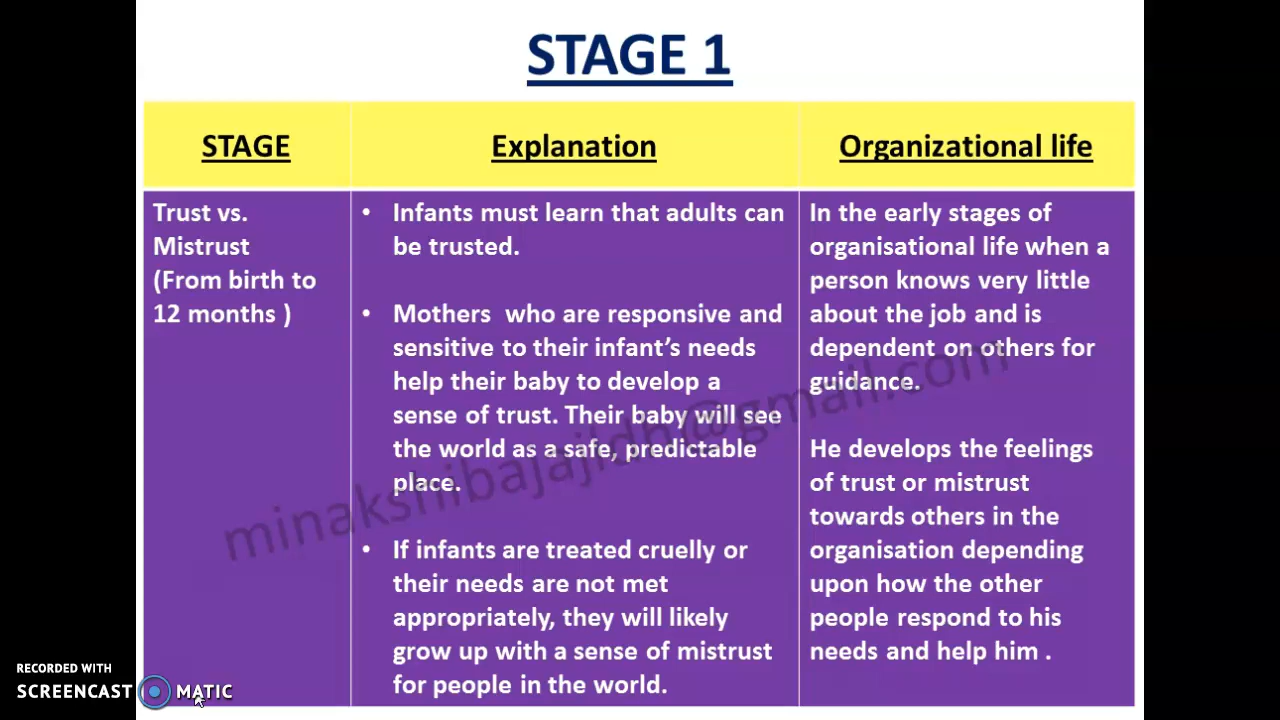 STAGE 1
STAGE
Explanation
Organizational life
Trust vs.
Mistrust
(From birth to
12 months )
• Infants must learn that adults can
be trusted.
• Mothers who are responsive and
sensitive to their infant's needs
help their baby to develop a
sense of trust. Their baby will see
the world as a safe, predictable
place.
• If infants are treated cruelly or
their needs are not met
appropriately, they will likely
grow up with a sense of mistrust
for people in the world.
In the early stages of
organisational life when a
person knows very little
about the job and is
dependent on others for
guidance.
He develops the feelings
of trust or mistrust
towards others in the
organisation depending
upon how the other
people respond to his
needs and help him .
minakshibajajjdh@gmail.com
RECORDED WITH
SCREENCAST MATIC